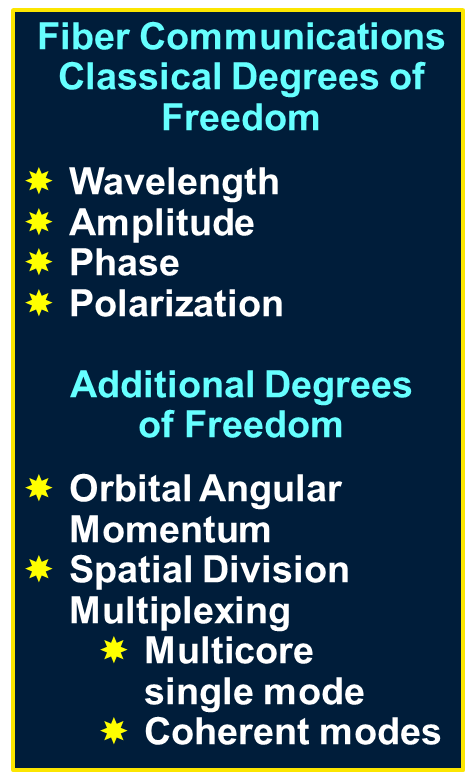 Fiber Communications
Classical Degrees of
Freedom
Wavelength
Amplitude
Phase
Polarization
Additional Degrees
of Freedom
Orbital Angular
Momentum
Spatial Division
Multiplexing
Multicore
single mode
Coherent modes